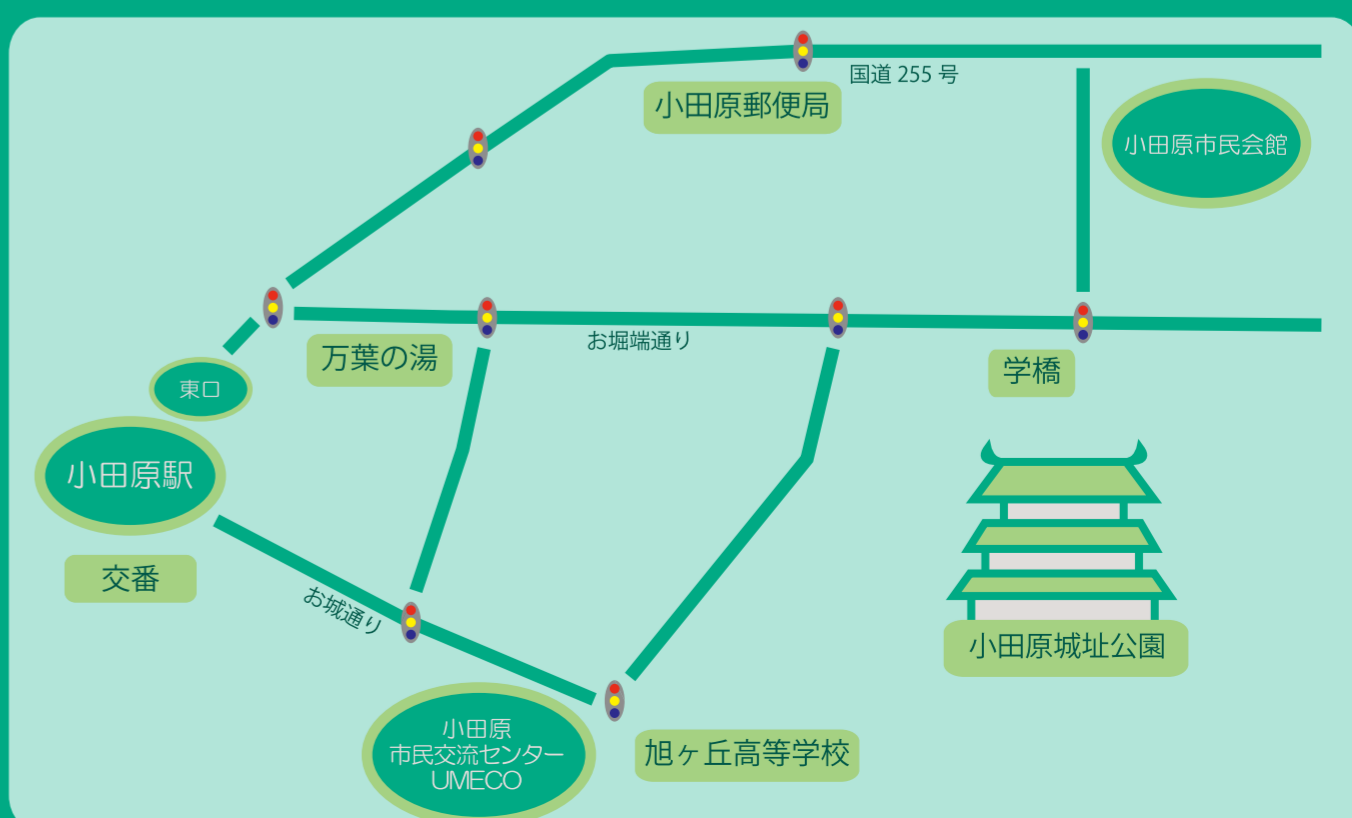 国道 255 号
小田原郵便局
小田原市民会館
お堀端通り
万葉の湯
学橋
東口
小田原駅
交番
お城通り
小田原城址公園
小田原
市民交流センター
UMECO
旭ヶ丘高等学校